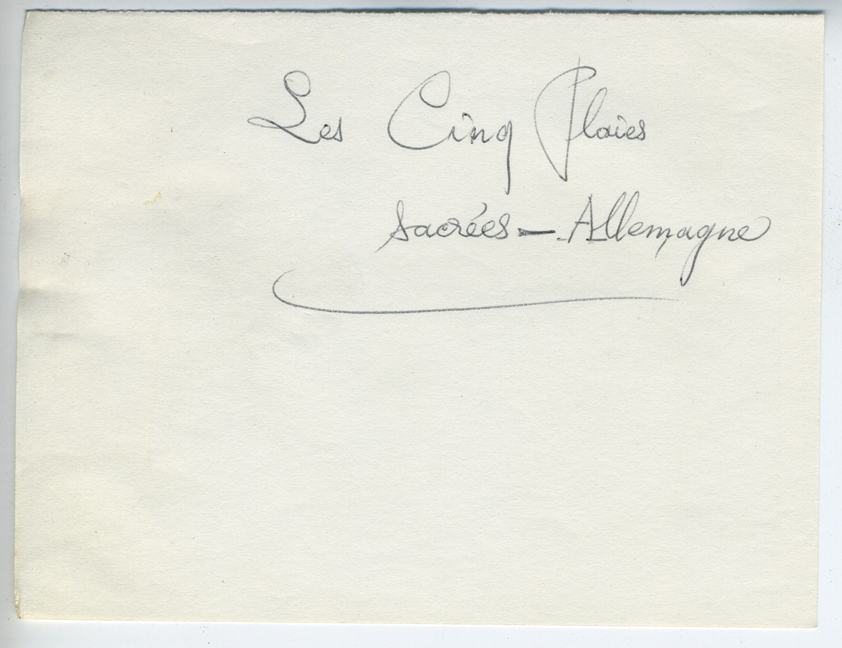 Les Cinq Plaies
sacrées - Allemagne